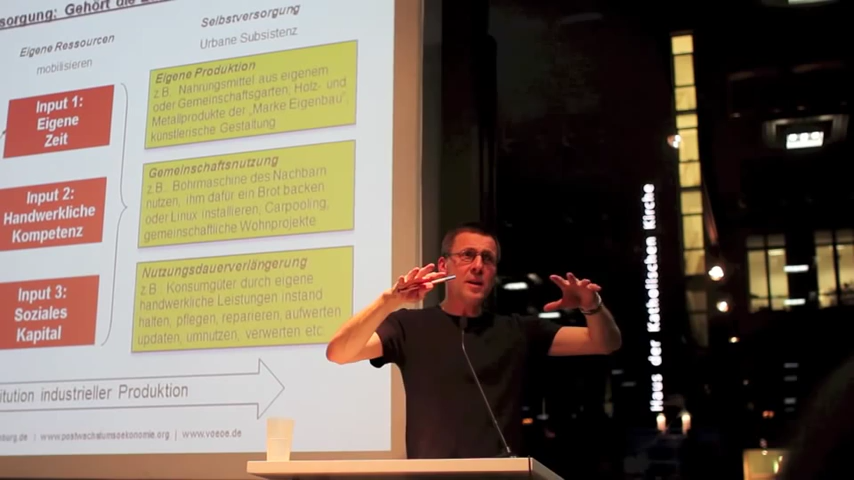 sorgung: Gehört die
Eigene Ressourcen
mobilisieren
Selbstversorgung
Urbane Subsistenz
Input 1:
Eigene
Zeit
Input 2:
Handwerkliche
Kompetenz
Input 3:
Soziales
Kapital
Eigene Produktion
z.B. Nahrungsmittel aus eigenem
oder Gemeinschaftsgarten, Holz- und
Metallprodukte der „Marke Eigenbau",
künstlerische Gestaltung
Gemeinschaftsnutzung
z.B. Bohrmaschine des Nachbarn
nutzen, ihm dafür ein Brot backen
oder Linux installieren, Carpooling,
gemeinschaftliche Wohnprojekte
Nutzungsdauerverlängerung
z.B. Konsumgüter durch eigene
handwerkliche Leistungen instand
halten, pflegen, reparieren, aufwerten
updaten, umnutzen, verwerten etc.
itution industrieller Produktion
burg.de | www.postwachstumsoekonomie.org | www.voeoe.de
Haus der Katholischen Kirche